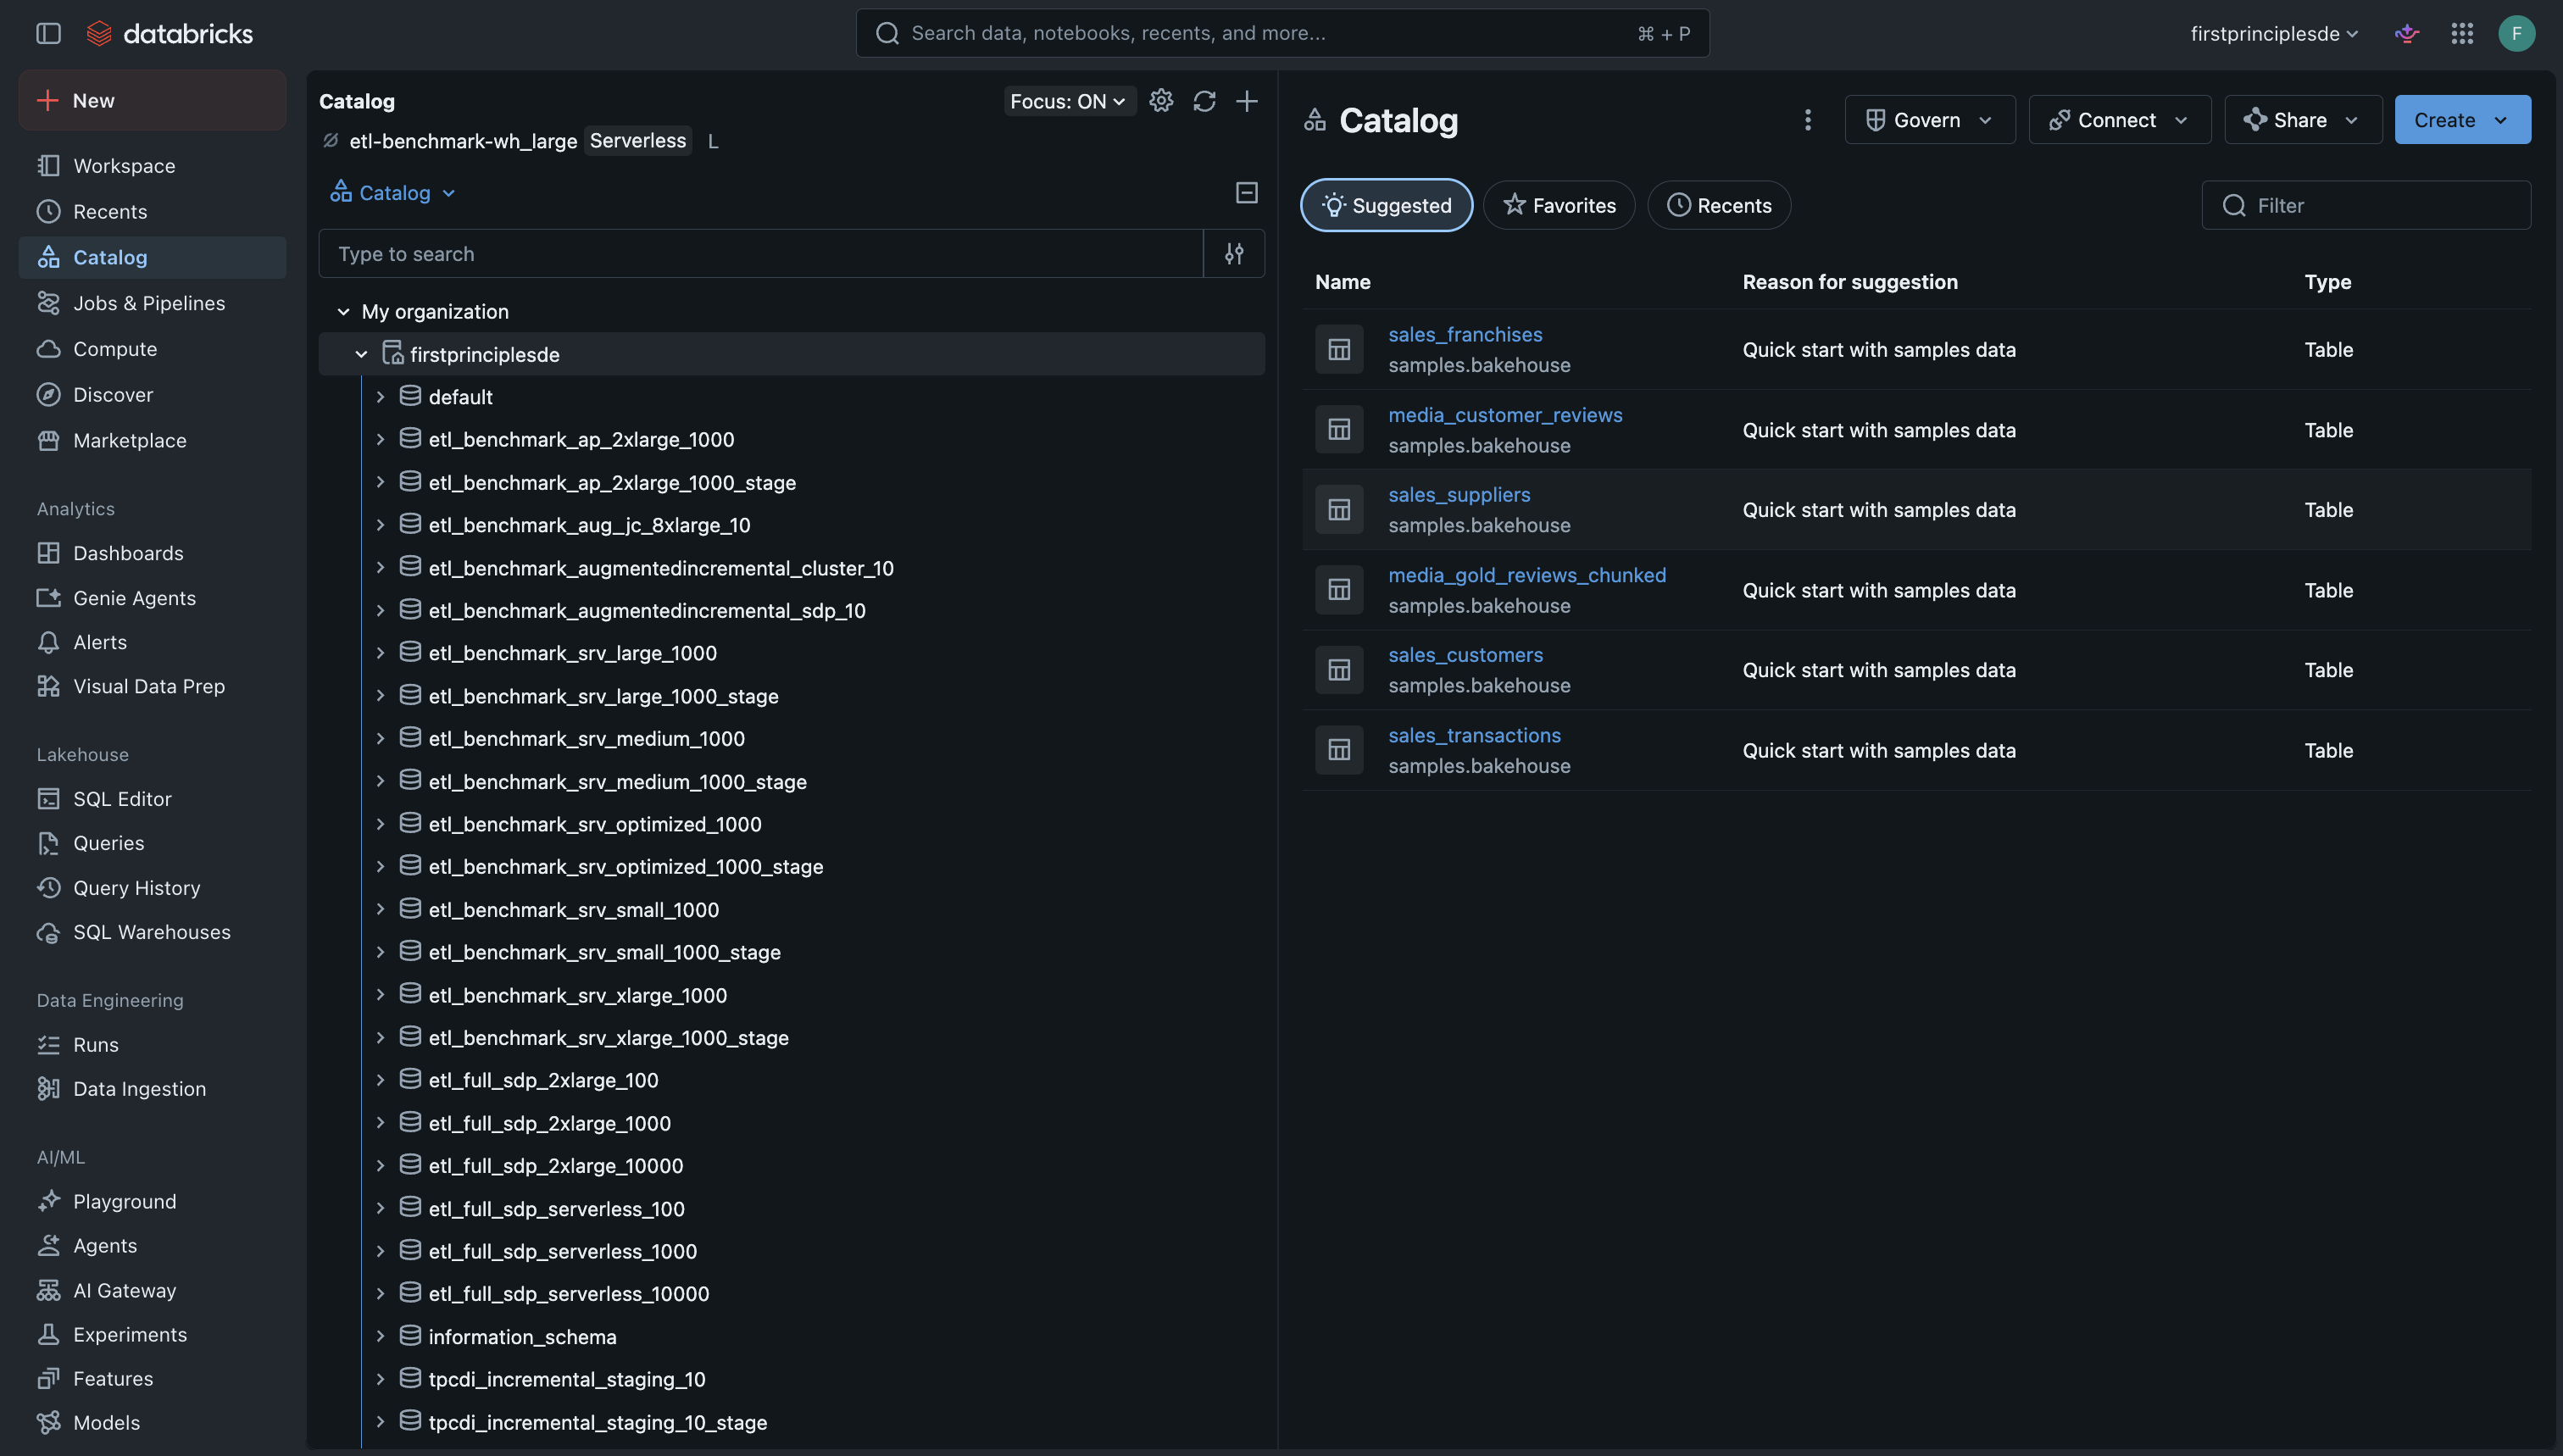 databricks
Search data, notebooks, recents, and more...
⌘ + P
firstprinciplesde
F
New
Workspace
Recents
Catalog
Jobs & Pipelines
Compute
Discover
Marketplace
Analytics
Dashboards
Genie Agents
Alerts
Visual Data Prep
Lakehouse
SQL Editor
Queries
Query History
SQL Warehouses
Data Engineering
Runs
Data Ingestion
AI/ML
Playground
Agents
AI Gateway
Experiments
Features
Models
Catalog
Focus: ON
etl-benchmark-wh_large Serverless L
Catalog
Type to search
My organization
firstprinciplesde
default
etl_benchmark_ap_2xlarge_1000
etl_benchmark_ap_2xlarge_1000_stage
etl_benchmark_aug_jc_8xlarge_10
etl_benchmark_augmentedincremental_cluster_10
etl_benchmark_augmentedincremental_sdp_10
etl_benchmark_srv_large_1000
etl_benchmark_srv_large_1000_stage
etl_benchmark_srv_medium_1000
etl_benchmark_srv_medium_1000_stage
etl_benchmark_srv_optimized_1000
etl_benchmark_srv_optimized_1000_stage
etl_benchmark_srv_small_1000
etl_benchmark_srv_small_1000_stage
etl_benchmark_srv_xlarge_1000
etl_benchmark_srv_xlarge_1000_stage
etl_full_sdp_2xlarge_100
etl_full_sdp_2xlarge_1000
etl_full_sdp_2xlarge_10000
etl_full_sdp_serverless_100
etl_full_sdp_serverless_1000
etl_full_sdp_serverless_10000
information_schema
tpcdi_incremental_staging_10
tpcdi_incremental_staging_10_stage
Catalog
Govern
Connect
Share
Create
Suggested
Favorites
Recents
Filter
Name Reason for suggestion Type
sales_franchises
samples.bakehouse
Quick start with samples data Table
media_customer_reviews
samples.bakehouse
Quick start with samples data Table
sales_suppliers
samples.bakehouse
Quick start with samples data Table
media_gold_reviews_chunked
samples.bakehouse
Quick start with samples data Table
sales_customers
samples.bakehouse
Quick start with samples data Table
sales_transactions
samples.bakehouse
Quick start with samples data Table